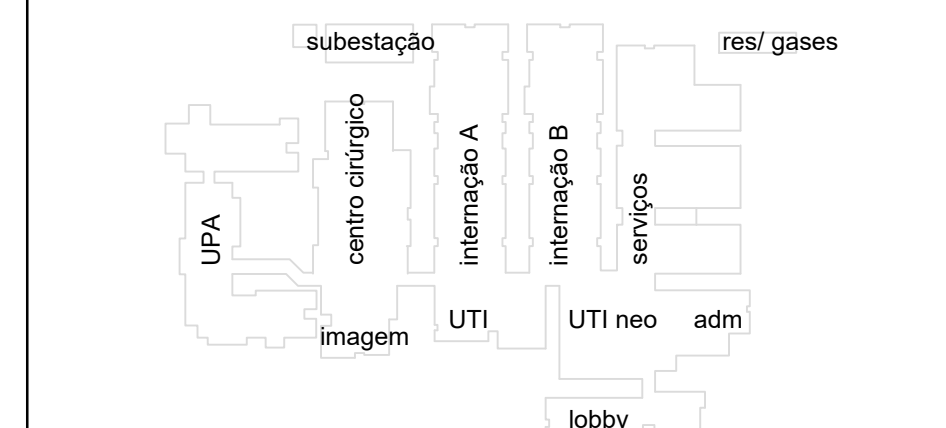 subestação
res/ gases
centro cirúrgico
internação A
internação B
serviços
UPA
imagem
UTI
UTI neo
adm
lobby